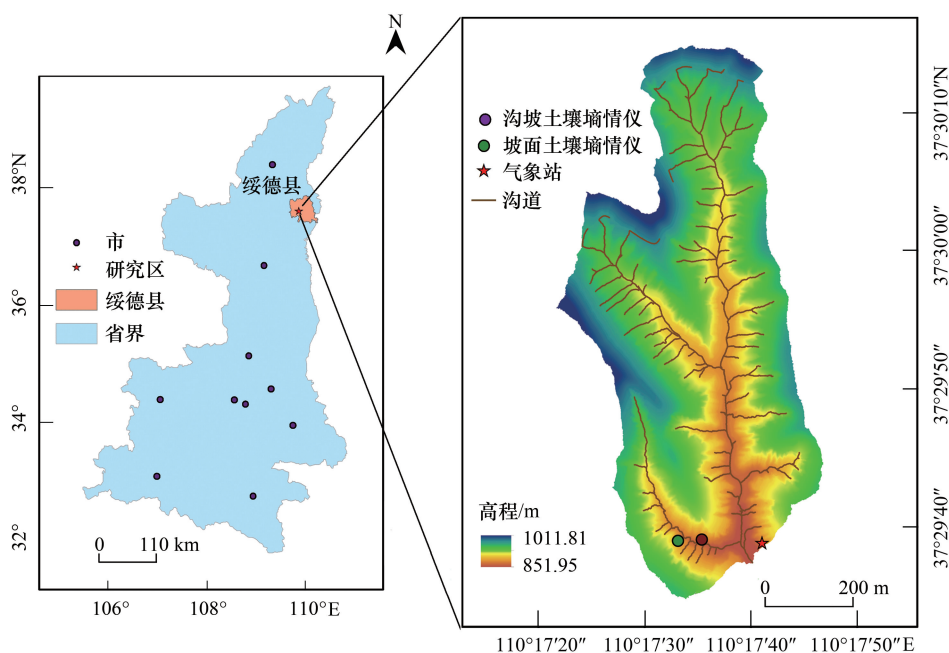 N
38°N
36°
34°
32°
绥德县
市
研究区
绥德县
省界
0 110 km
106° 108° 110°E
沟坡土壤墒情仪
坡面土壤墒情仪
气象站
沟道
高程/m
1011.81
851.95
0 200 m
37°30′10″N
37°30′00″
37°29′50″
37°29′40″
110°17′20″ 110°17′30″ 110°17′40″ 110°17′50″E